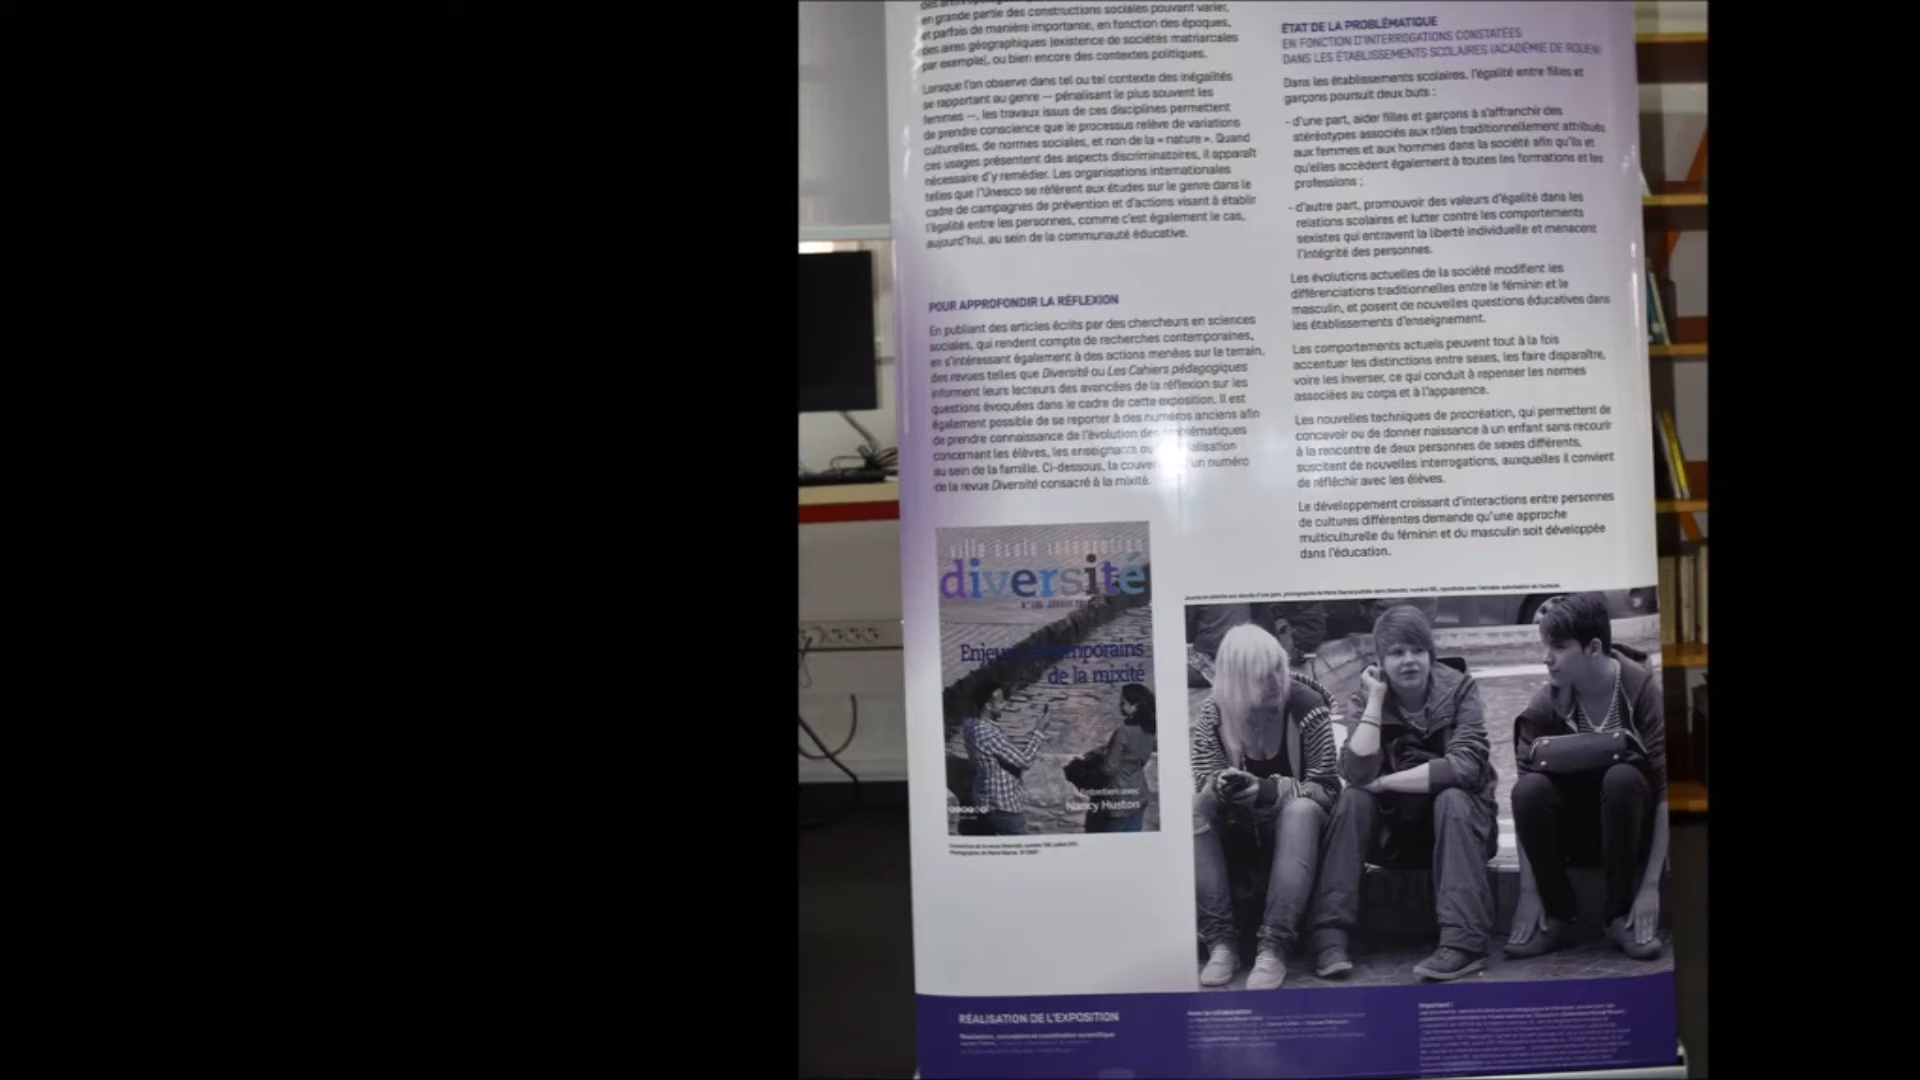 en grande partie des constructions sociales pouvant varier,
et parfois de manière importante, en fonction des époques,
des aires géographiques (existence de sociétés matriarcales
par exemple), ou bien encore des contextes politiques.
Lorsque l'on observe dans tel ou tel contexte des inégalités
se rapportant au genre — pénalisant le plus souvent les
femmes —, les travaux issus de ces disciplines permettent
de prendre conscience que le processus relève de variations
culturelles, de normes sociales, et non de la « nature ». Quand
ces usages présentent des aspects discriminatoires, il apparaît
nécessaire d'y remédier. Les organisations internationales
telles que l'Unesco se réfèrent aux études sur le genre dans le
cadre de campagnes de prévention et d'actions visant à établir
l'égalité entre les personnes, comme c'est également le cas,
aujourd'hui, au sein de la communauté éducative.
POUR APPROFONDIR LA RÉFLEXION
En publiant des articles écrits par des chercheurs en sciences
sociales, qui rendent compte de recherches contemporaines,
en s'intéressant également à des actions menées sur le terrain,
des revues telles que Diversité ou Les Cahiers pédagogiques
informent leurs lecteurs des avancées de la réflexion sur les
questions évoquées dans le cadre de cette exposition. Il est
également possible de se reporter à des numéros anciens afin
de prendre connaissance de l'évolution des problématiques
concernant les élèves, les enseignants ou alisation
au sein de la famille. Ci-dessous, la couver un numéro
de la revue Diversité consacré à la mixité.
ville école intégration
diversité
Enjeux contemporains
de la mixité
Entretien avec
Nancy Huston
ÉTAT DE LA PROBLÉMATIQUE
EN FONCTION D'INTERROGATIONS CONSTATÉES
DANS LES ÉTABLISSEMENTS SCOLAIRES (ACADÉMIE DE ROUEN)
Dans les établissements scolaires, l'égalité entre filles et
garçons poursuit deux buts :
- d'une part, aider filles et garçons à s'affranchir des
stéréotypes associés aux rôles traditionnellement attribués
aux femmes et aux hommes dans la société afin qu'ils et
qu'elles accèdent également à toutes les formations et les
professions ;
- d'autre part, promouvoir des valeurs d'égalité dans les
relations scolaires et lutter contre les comportements
sexistes qui entravent la liberté individuelle et menacent
l'intégrité des personnes.
Les évolutions actuelles de la société modifient les
différenciations traditionnelles entre le féminin et le
masculin, et posent de nouvelles questions éducatives dans
les établissements d'enseignement.
Les comportements actuels peuvent tout à la fois
accentuer les distinctions entre sexes, les faire disparaître,
voire les inverser, ce qui conduit à repenser les normes
associées au corps et à l'apparence.
Les nouvelles techniques de procréation, qui permettent de
concevoir ou de donner naissance à un enfant sans recourir
à la rencontre de deux personnes de sexes différents,
suscitent de nouvelles interrogations, auxquelles il convient
de réfléchir avec les élèves.
Le développement croissant d'interactions entre personnes
de cultures différentes demande qu'une approche
multiculturelle du féminin et du masculin soit développée
dans l'éducation.
RÉALISATION DE L'EXPOSITION
Réalisation, conception et coordination scientifique
Avec la collaboration
Important :